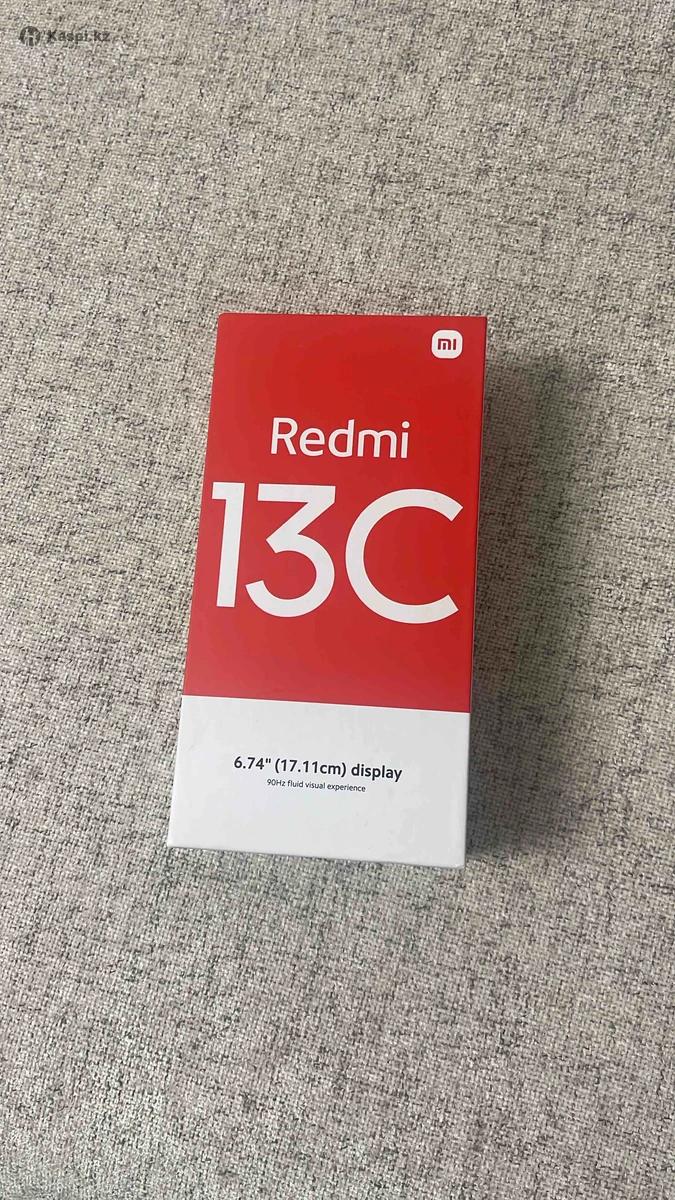 Kaspi.kz
mi
Redmi
13C
6.74" (17.11cm) display
90Hz fluid visual experience